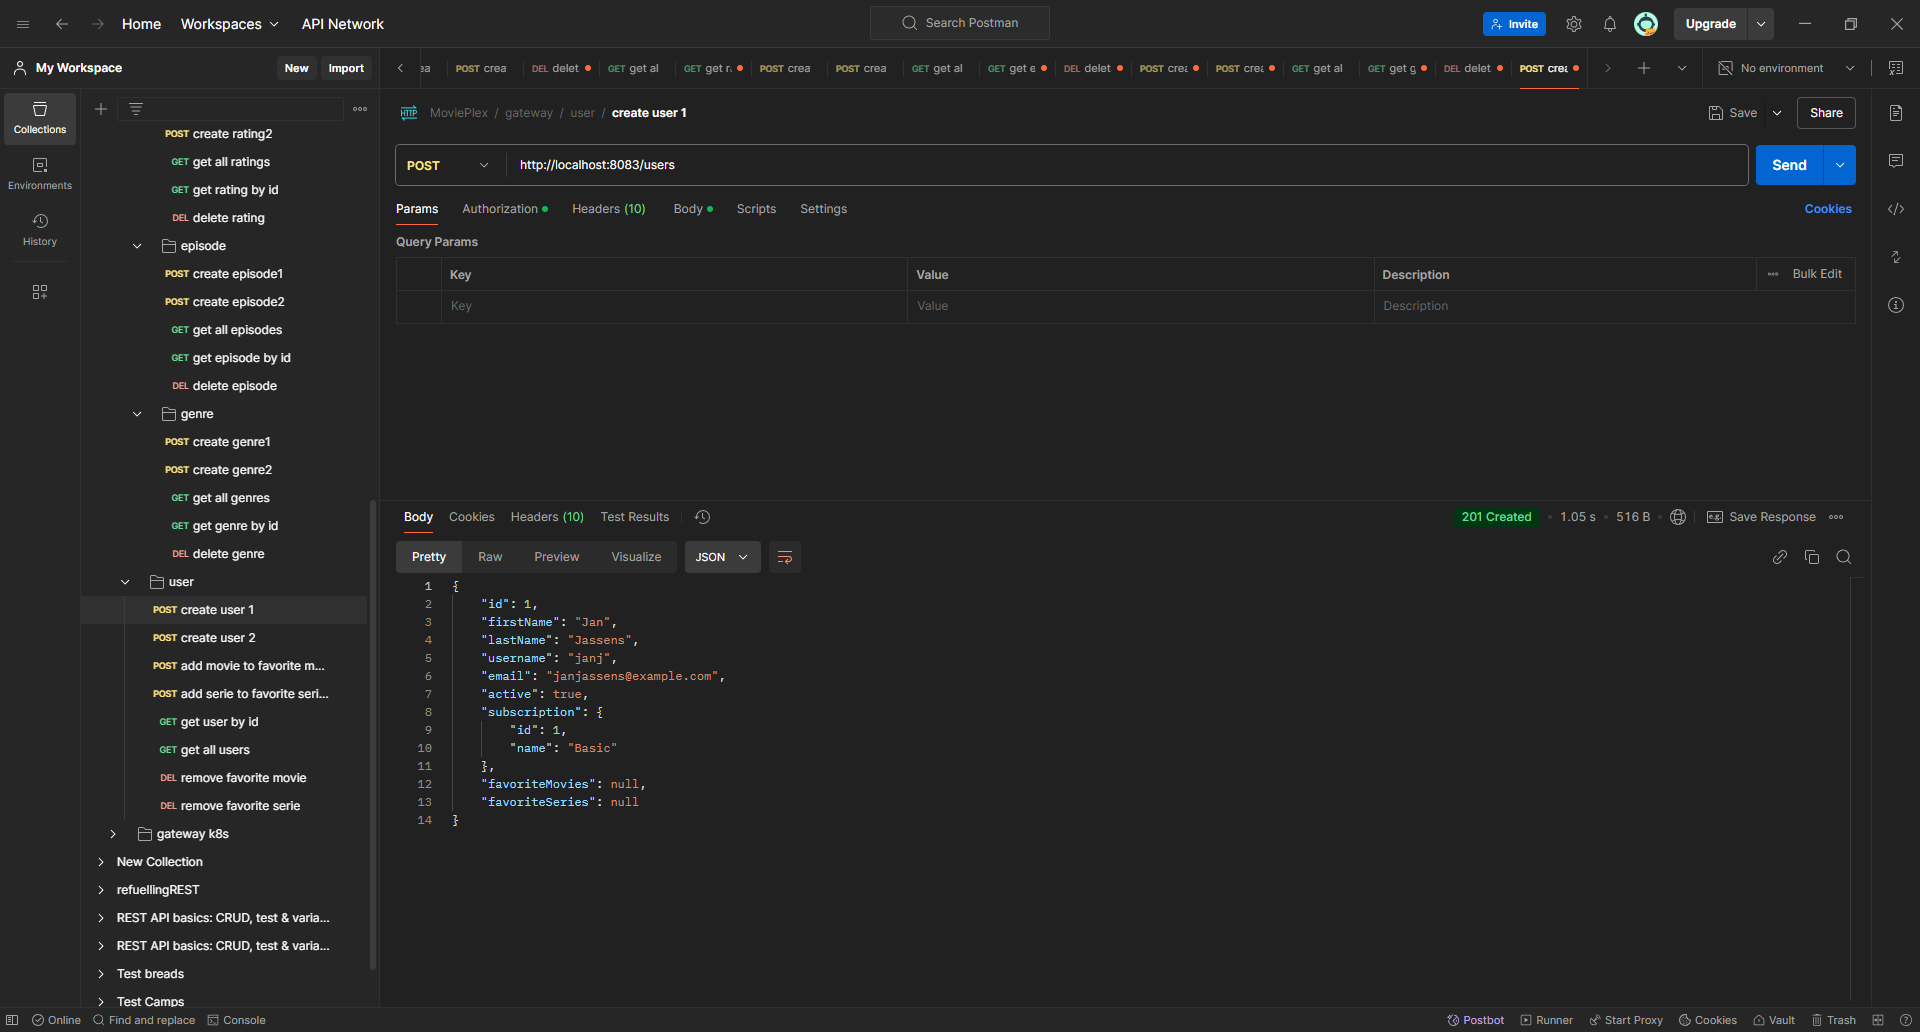 Home Workspaces API Network Search Postman Invite Upgrade
My Workspace New Import
ea POST crea DEL delet GET get al GET get r POST crea POST crea GET get al GET get e DEL delet POST crea POST crea GET get al GET get g DEL delet POST crea No environment
Collections
Environments
History
POST create rating2
GET get all ratings
GET get rating by id
DEL delete rating
episode
POST create episode1
POST create episode2
GET get all episodes
GET get episode by id
DEL delete episode
genre
POST create genre1
POST create genre2
GET get all genres
GET get genre by id
DEL delete genre
user
POST create user 1
POST create user 2
POST add movie to favorite m...
POST add serie to favorite seri...
GET get user by id
GET get all users
DEL remove favorite movie
DEL remove favorite serie
gateway k8s
New Collection
refuellingREST
REST API basics: CRUD, test & varia...
REST API basics: CRUD, test & varia...
Test breads
Test Camps
HTTP MoviePlex / gateway / user / create user 1 Save Share
POST http://localhost:8083/users Send
Params Authorization Headers (10) Body Scripts Settings Cookies
Query Params
Key Value Description Bulk Edit
Key Value Description
Body Cookies Headers (10) Test Results 201 Created 1.05 s 516 B e.g. Save Response
Pretty Raw Preview Visualize JSON
1 {
2 "id": 1,
3 "firstName": "Jan",
4 "lastName": "Jassens",
5 "username": "janj",
6 "email": "janjassens@example.com",
7 "active": true,
8 "subscription": {
9 "id": 1,
10 "name": "Basic"
11 },
12 "favoriteMovies": null,
13 "favoriteSeries": null
14 }
Online Find and replace Console Postbot Runner Start Proxy Cookies Vault Trash